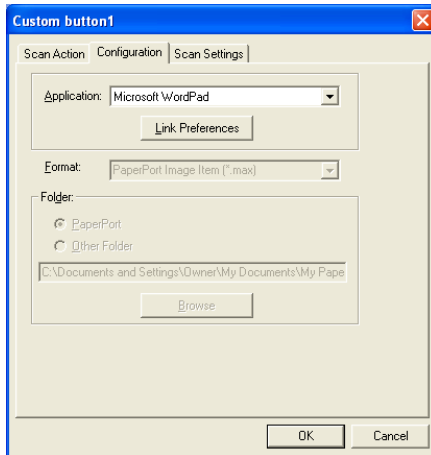 Custom button1
Scan Action Configuration Scan Settings
Application: Microsoft WordPad
Link Preferences
Format: PaperPort Image Item (*.max)
Folder:
PaperPort
Other Folder
C:\Documents and Settings\Owner\My Documents\My Pape
Browse
OK Cancel